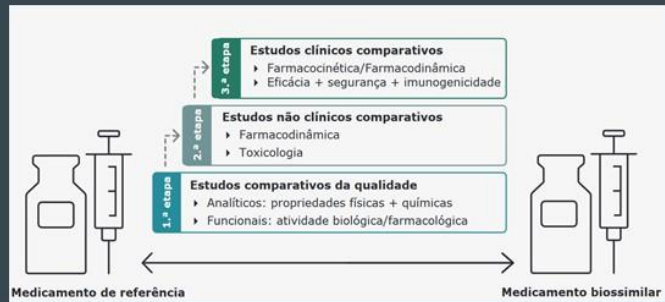 3.ª etapa
Estudos clínicos comparativos
Farmacocinética/Farmacodinâmica
Eficácia + segurança + imunogenicidade
2.ª etapa
Estudos não clínicos comparativos
Farmacodinâmica
Toxicologia
1.ª etapa
Estudos comparativos da qualidade
Analíticos: propriedades físicas + químicas
Funcionais: atividade biológica/farmacológica
Medicamento de referência
Medicamento biossimilar